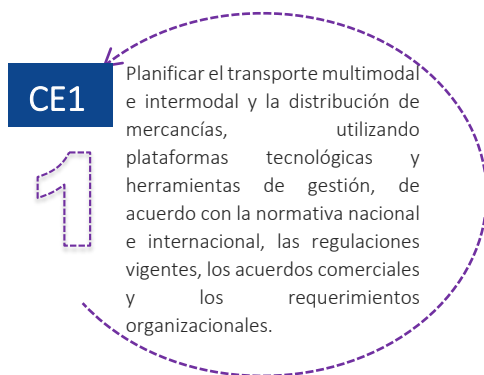 CE1
1
Planificar el transporte multimodal
e intermodal y la distribución de
mercancías, utilizando
plataformas tecnológicas y
herramientas de gestión, de
acuerdo con la normativa nacional
e internacional, las regulaciones
vigentes, los acuerdos comerciales
y los requerimientos
organizacionales.